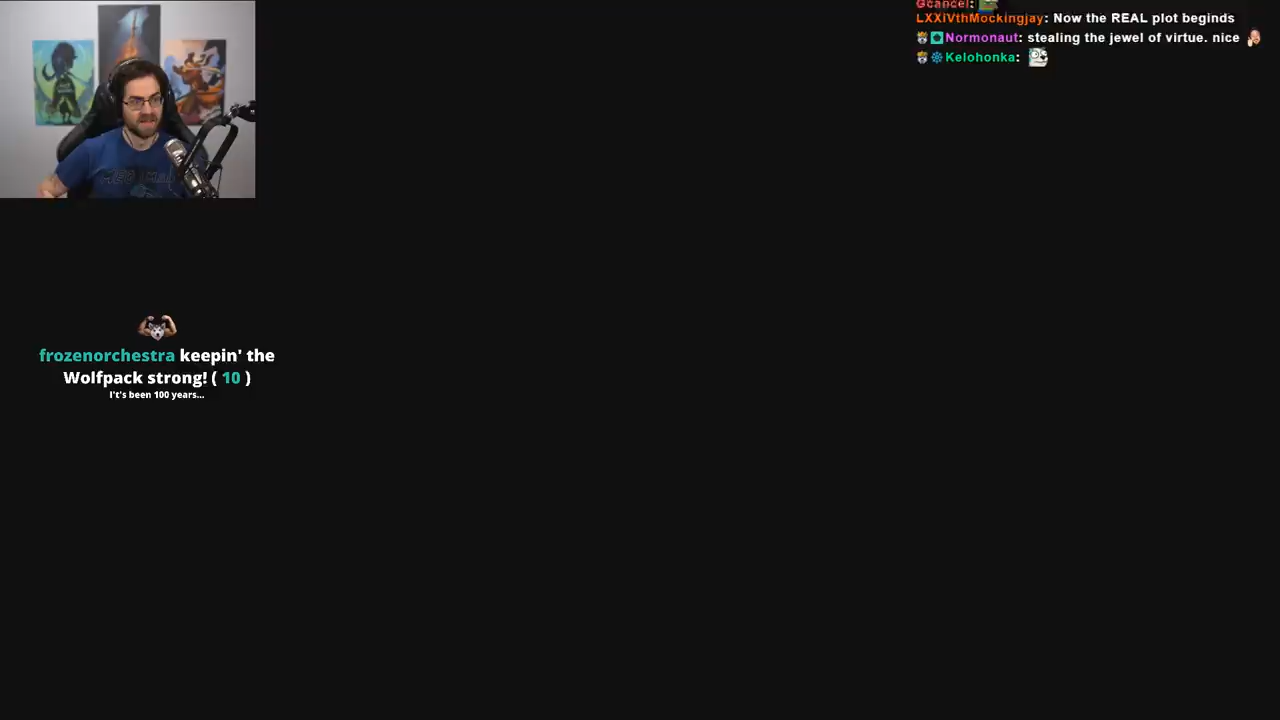 Gcancel:
LXXIVthMockingjay: Now the REAL plot beginds
Normonaut: stealing the jewel of virtue. nice
Kelohonka:
frozenorchestra keepin' the
Wolfpack strong! ( 10 )
I't's been 100 years...